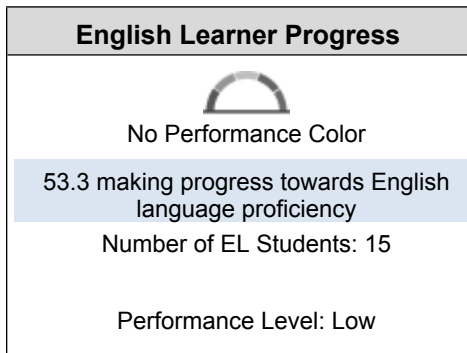 English Learner Progress
No Performance Color
53.3 making progress towards English
language proficiency
Number of EL Students: 15
Performance Level: Low